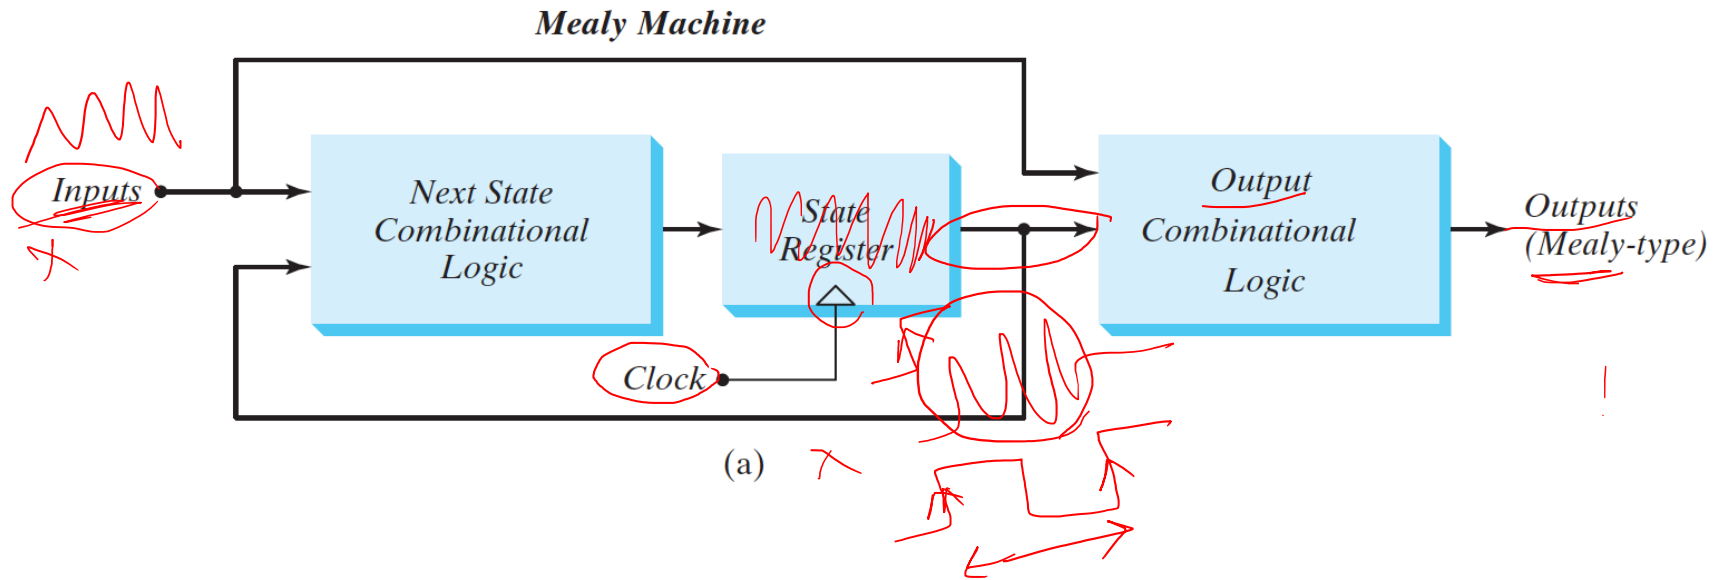 Mealy Machine
Inputs
x
Next State
Combinational
Logic
State
Register
Clock
Output
Combinational
Logic
Outputs
(Mealy-type)
(a)